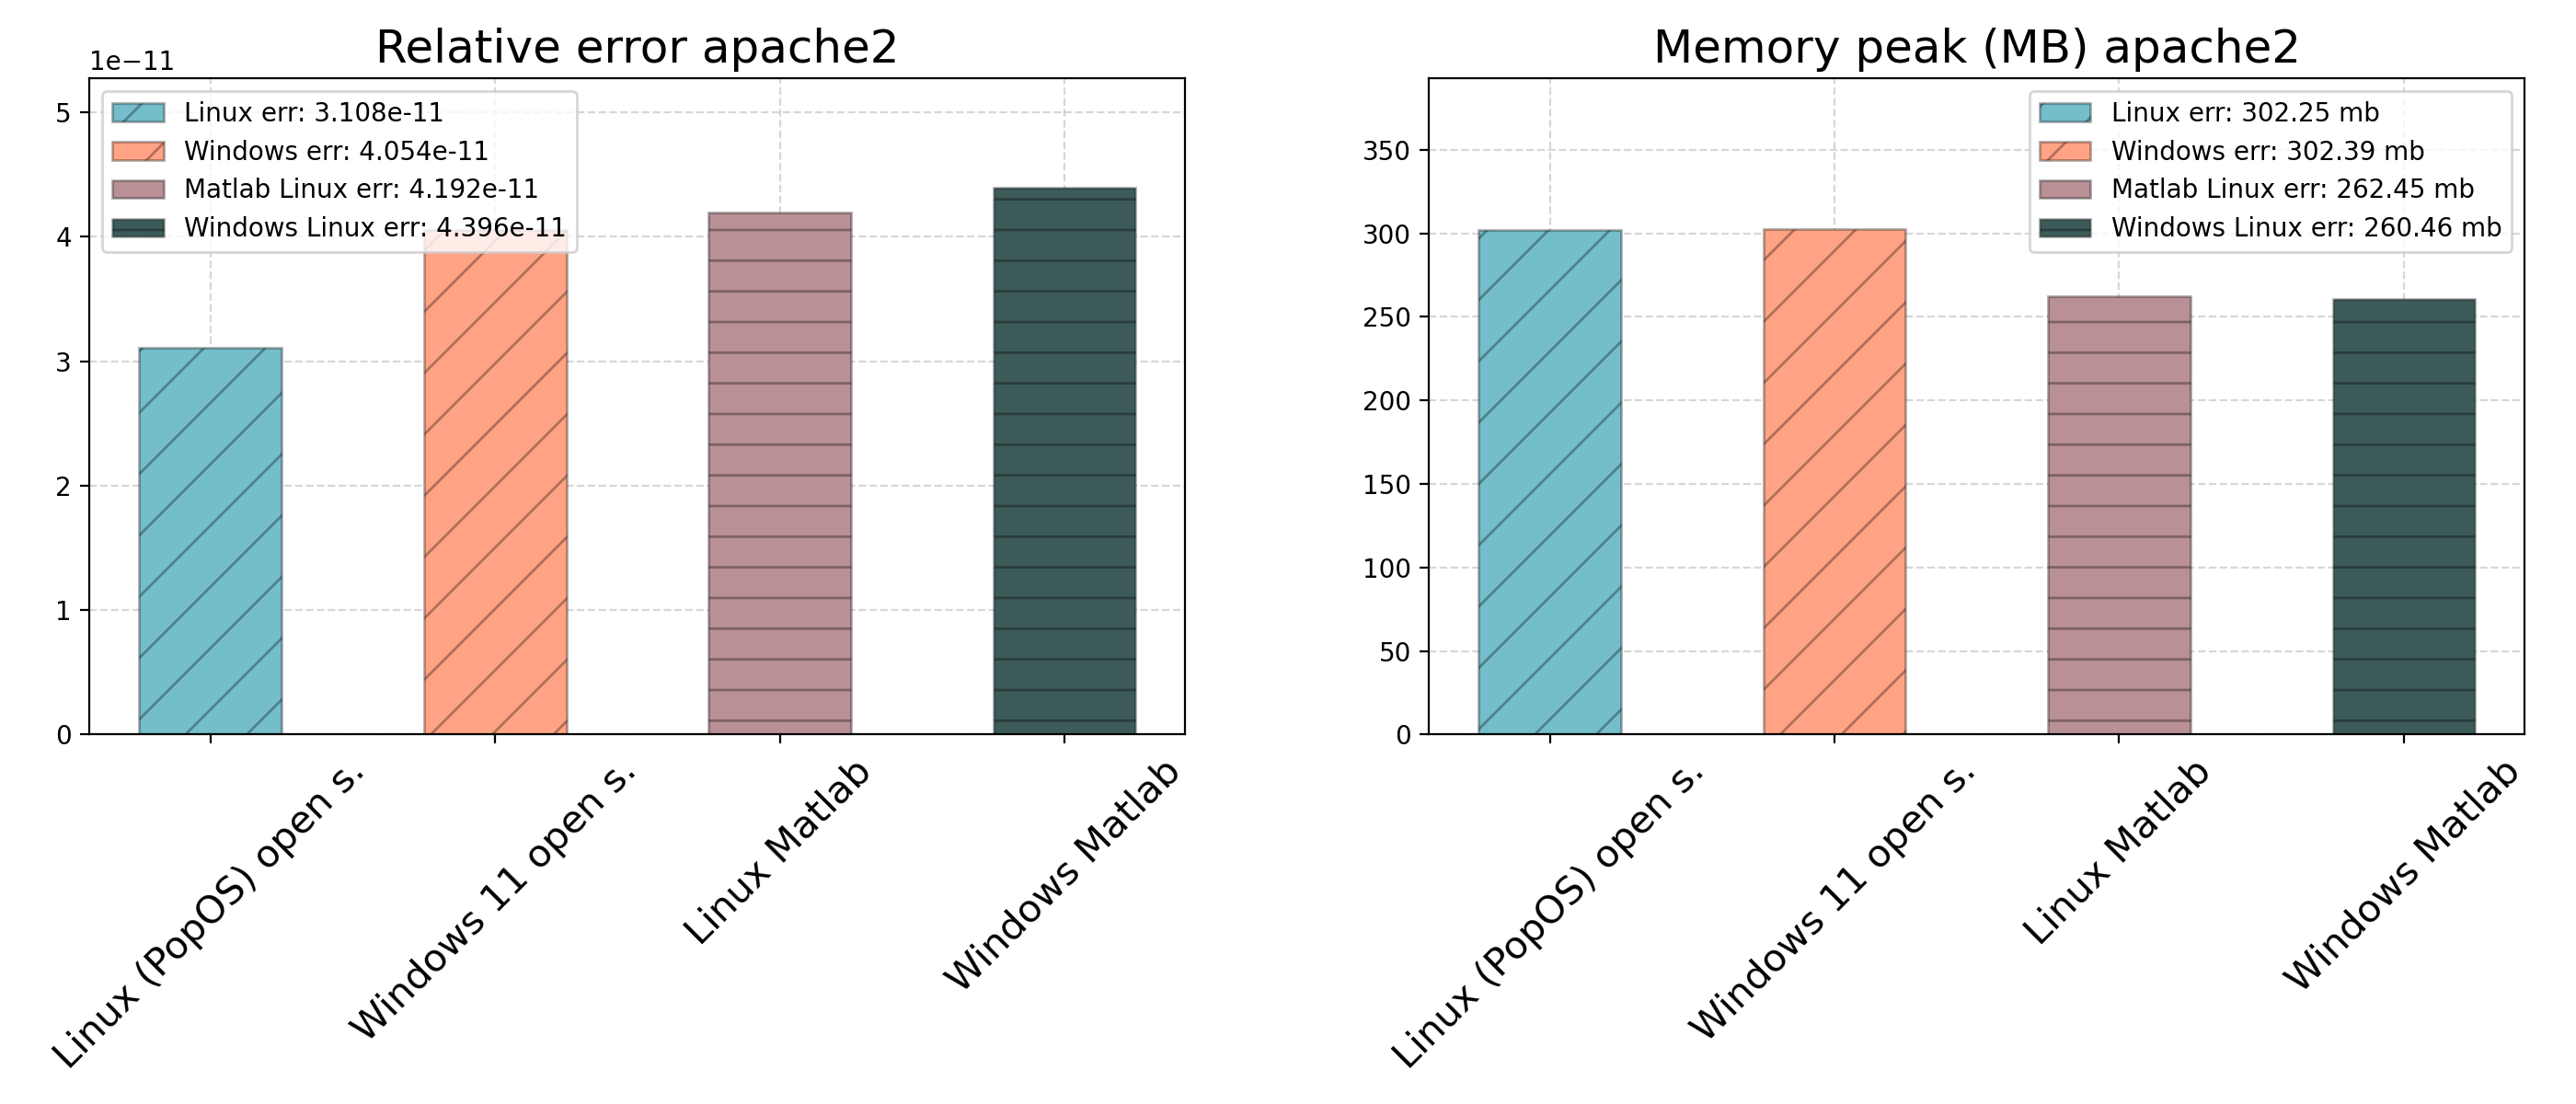 Relative error apache2
1e−11
5
4
3
2
1
0
Linux err: 3.108e-11
Windows err: 4.054e-11
Matlab Linux err: 4.192e-11
Windows Linux err: 4.396e-11
Linux (PopOS) open s.
Windows 11 open s.
Linux Matlab
Windows Matlab
Memory peak (MB) apache2
350
300
250
200
150
100
50
0
Linux err: 302.25 mb
Windows err: 302.39 mb
Matlab Linux err: 262.45 mb
Windows Linux err: 260.46 mb
Linux (PopOS) open s.
Windows 11 open s.
Linux Matlab
Windows Matlab